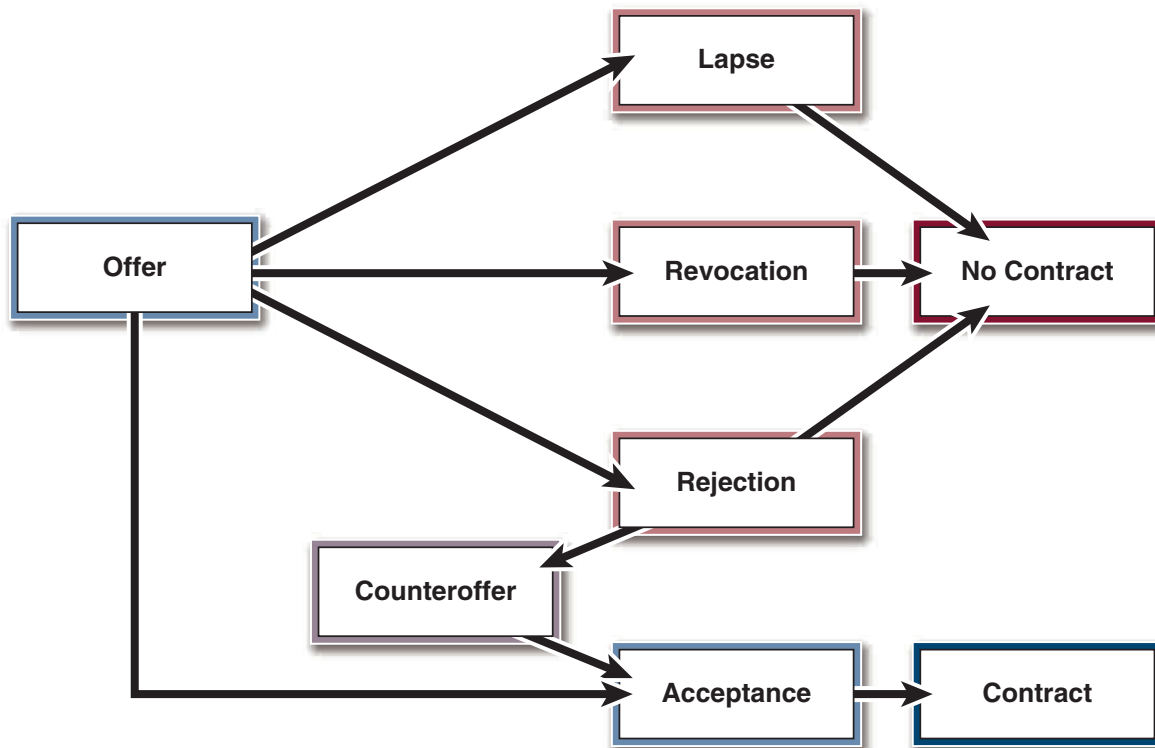 Lapse
Offer
Revocation
No Contract
Rejection
Counteroffer
Acceptance
Contract